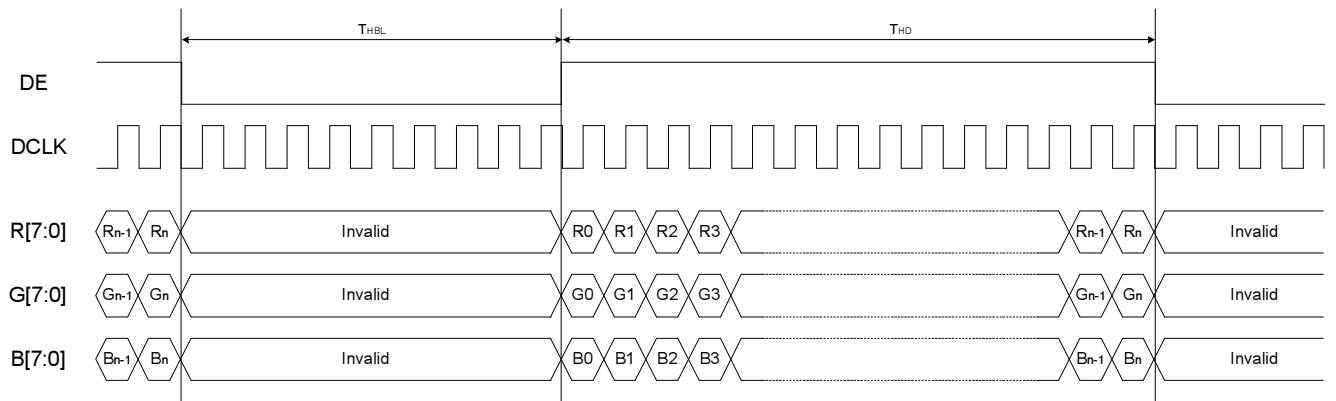 THBL THD
DE
DCLK
R[7:0] Rn-1 Rn Invalid R0 R1 R2 R3 Rn-1 Rn Invalid
G[7:0] Gn-1 Gn Invalid G0 G1 G2 G3 Gn-1 Gn Invalid
B[7:0] Bn-1 Bn Invalid B0 B1 B2 B3 Bn-1 Bn Invalid